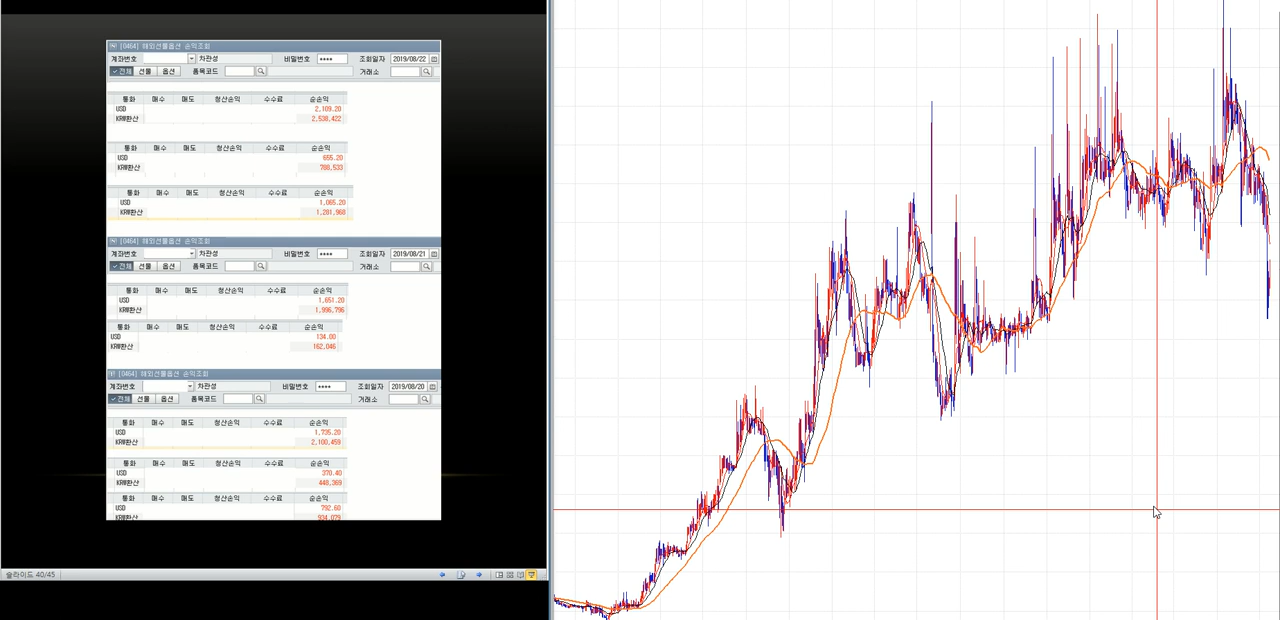 [0464] 해외선물옵션 손익조회
계좌번호 차잔성 비밀번호 **** 조회일자 2019/08/22
전체 선물 옵션 품목코드 거래소
통화 매수 매도 청산손익 수수료 순손익
USD 2,109.20
KRW환산 2,538,422
통화 매수 매도 청산손익 수수료 순손익
USD 655.20
KRW환산 788,533
통화 매수 매도 청산손익 수수료 순손익
USD 1,065.20
KRW환산 1,281,968
[0464] 해외선물옵션 손익조회
계좌번호 차잔성 비밀번호 **** 조회일자 2019/08/21
전체 선물 옵션 품목코드 거래소
통화 매수 매도 청산손익 수수료 순손익
USD 1,651.20
KRW환산 1,996,796
통화 매수 매도 청산손익 수수료 순손익
USD 134.00
KRW환산 162,046
[0464] 해외선물옵션 손익조회
계좌번호 차잔성 비밀번호 **** 조회일자 2019/08/20
전체 선물 옵션 품목코드 거래소
통화 매수 매도 청산손익 수수료 순손익
USD 1,735.20
KRW환산 2,100,459
통화 매수 매도 청산손익 수수료 순손익
USD 370.40
KRW환산 448,369
통화 매수 매도 청산손익 수수료 순손익
USD 792.60
KRW환산 934,079
슬라이드 40/45